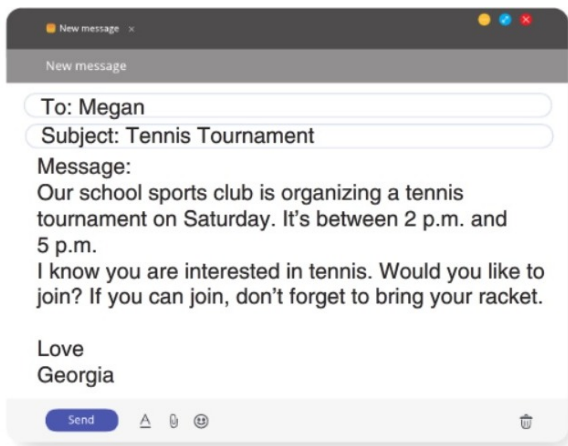 New message ×
New message
To: Megan
Subject: Tennis Tournament
Message:
Our school sports club is organizing a tennis
tournament on Saturday. It’s between 2 p.m. and
5 p.m.
I know you are interested in tennis. Would you like to
join? If you can join, don’t forget to bring your racket.
Love
Georgia
Send A